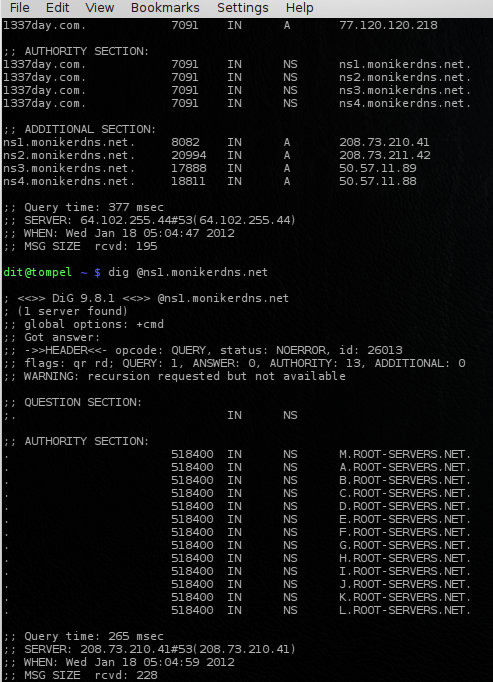 File Edit View Bookmarks Settings Help
1337day.com. 7091 IN A 77.120.120.218
;; AUTHORITY SECTION:
1337day.com. 7091 IN NS ns1.monikerdns.net.
1337day.com. 7091 IN NS ns2.monikerdns.net.
1337day.com. 7091 IN NS ns3.monikerdns.net.
1337day.com. 7091 IN NS ns4.monikerdns.net.
;; ADDITIONAL SECTION:
ns1.monikerdns.net. 8082 IN A 208.73.210.41
ns2.monikerdns.net. 20994 IN A 208.73.211.42
ns3.monikerdns.net. 17888 IN A 50.57.11.89
ns4.monikerdns.net. 18811 IN A 50.57.11.88
;; Query time: 377 msec
;; SERVER: 64.102.255.44#53(64.102.255.44)
;; WHEN: Wed Jan 18 05:04:47 2012
;; MSG SIZE rcvd: 195
dit@tompel ~ $ dig @ns1.monikerdns.net
; <<>> DiG 9.8.1 <<>> @ns1.monikerdns.net
; (1 server found)
;; global options: +cmd
;; Got answer:
;; ->>HEADER<<- opcode: QUERY, status: NOERROR, id: 26013
;; flags: qr rd; QUERY: 1, ANSWER: 0, AUTHORITY: 13, ADDITIONAL: 0
;; WARNING: recursion requested but not available
;; QUESTION SECTION:
;. IN NS
;; AUTHORITY SECTION:
. 518400 IN NS M.ROOT-SERVERS.NET.
. 518400 IN NS A.ROOT-SERVERS.NET.
. 518400 IN NS B.ROOT-SERVERS.NET.
. 518400 IN NS C.ROOT-SERVERS.NET.
. 518400 IN NS D.ROOT-SERVERS.NET.
. 518400 IN NS E.ROOT-SERVERS.NET.
. 518400 IN NS F.ROOT-SERVERS.NET.
. 518400 IN NS G.ROOT-SERVERS.NET.
. 518400 IN NS H.ROOT-SERVERS.NET.
. 518400 IN NS I.ROOT-SERVERS.NET.
. 518400 IN NS J.ROOT-SERVERS.NET.
. 518400 IN NS K.ROOT-SERVERS.NET.
. 518400 IN NS L.ROOT-SERVERS.NET.
;; Query time: 265 msec
;; SERVER: 208.73.210.41#53(208.73.210.41)
;; WHEN: Wed Jan 18 05:04:59 2012
;; MSG SIZE rcvd: 228